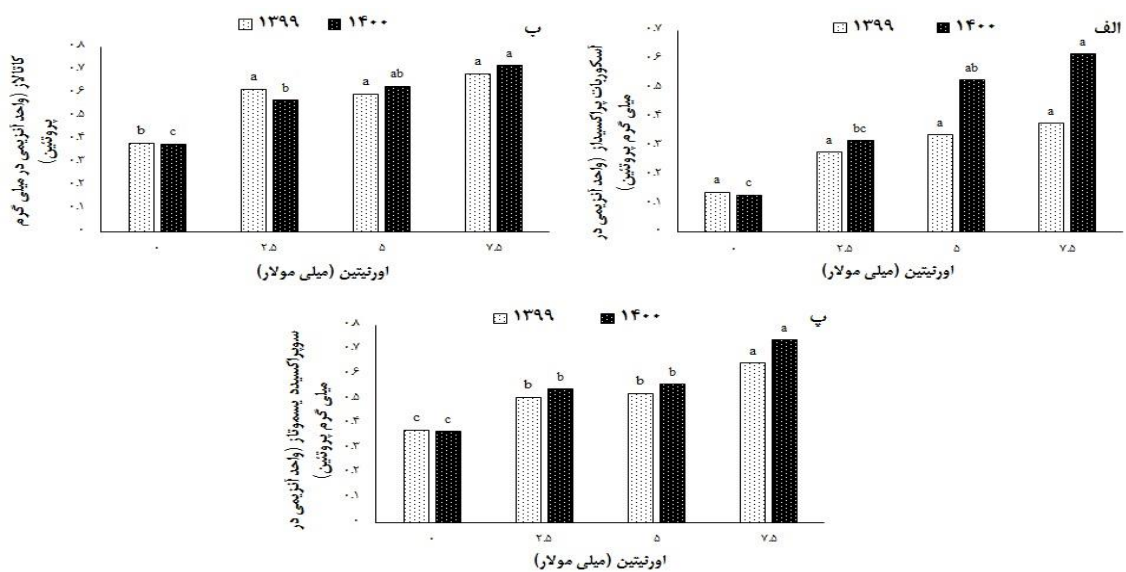 الف
۱۳۹۹ ۱۴۰۰
آسکوربات پراکسیداز (واحد آنزیمی در
میلی گرم پروتئین)
۰.۷
۰.۶
۰.۵
۰.۴
۰.۳
۰.۲
۰.۱
۰
a c
a bc
a ab
a a
۰ ۲.۵ ۵ ۷.۵
اورنیتین (میلی مولار)
ب
۱۳۹۹ ۱۴۰۰
کاتالاز (واحد آنزیمی در میلی گرم
پروتئین)
۰.۸
۰.۷
۰.۶
۰.۵
۰.۴
۰.۳
۰.۲
۰.۱
۰
b c
a b
a ab
a a
۰ ۲.۵ ۵ ۷.۵
اورنیتین (میلی مولار)
پ
۱۳۹۹ ۱۴۰۰
سوپراکسیدد یسموتاز (واحد آنزیمی در
میلی گرم پروتئین)
۰.۸
۰.۷
۰.۶
۰.۵
۰.۴
۰.۳
۰.۲
۰.۱
۰
c c
b b
b b
a a
۰ ۲.۵ ۵ ۷.۵
اورنیتین (میلی مولار)